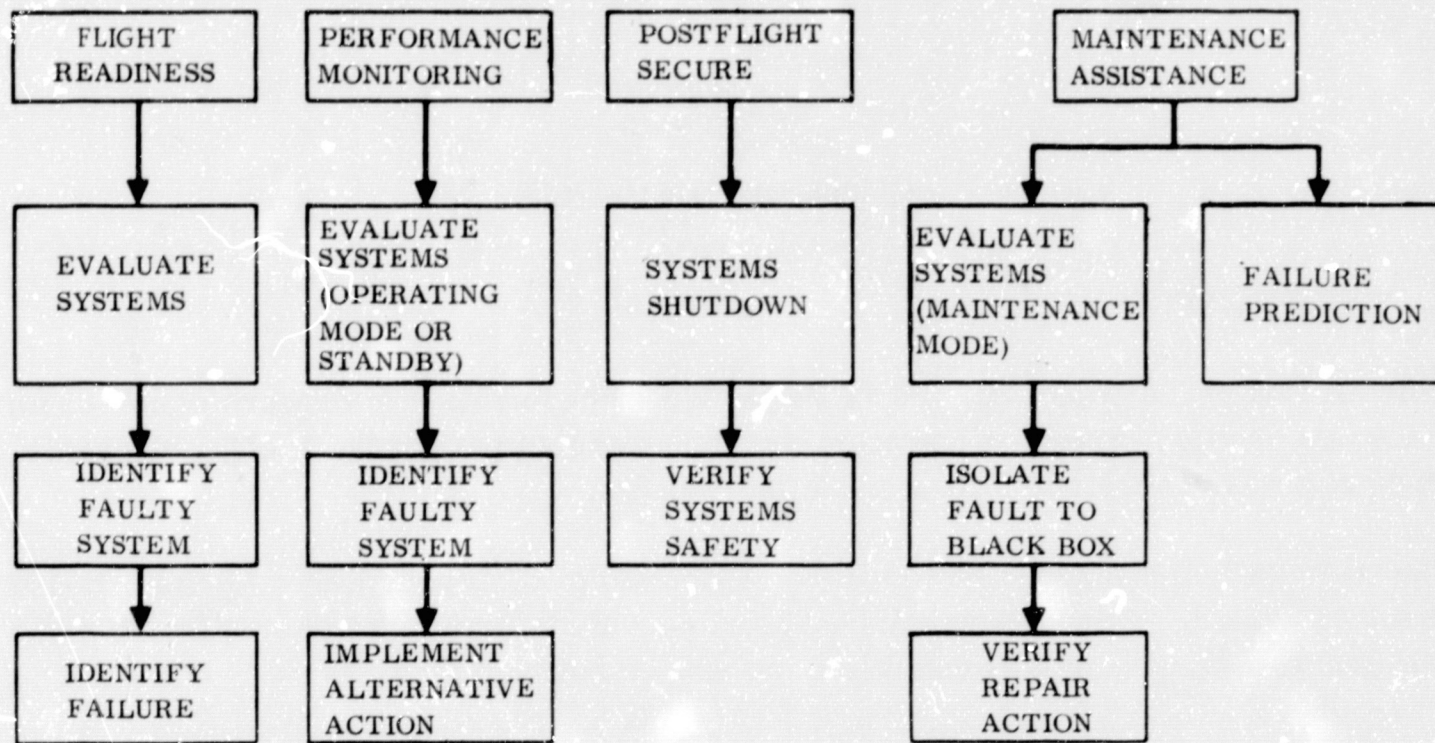 FLIGHT
READINESS
PERFORMANCE
MONITORING
POSTFLIGHT
SECURE
MAINTENANCE
ASSISTANCE
EVALUATE
SYSTEMS
EVALUATE
SYSTEMS
(OPERATING
MODE OR
STANDBY)
SYSTEMS
SHUTDOWN
EVALUATE
SYSTEMS
(MAINTENANCE
MODE)
FAILURE
PREDICTION
IDENTIFY
FAULTY
SYSTEM
IDENTIFY
FAULTY
SYSTEM
VERIFY
SYSTEMS
SAFETY
ISOLATE
FAULT TO
BLACK BOX
IDENTIFY
FAILURE
IMPLEMENT
ALTERNATIVE
ACTION
VERIFY
REPAIR
ACTION